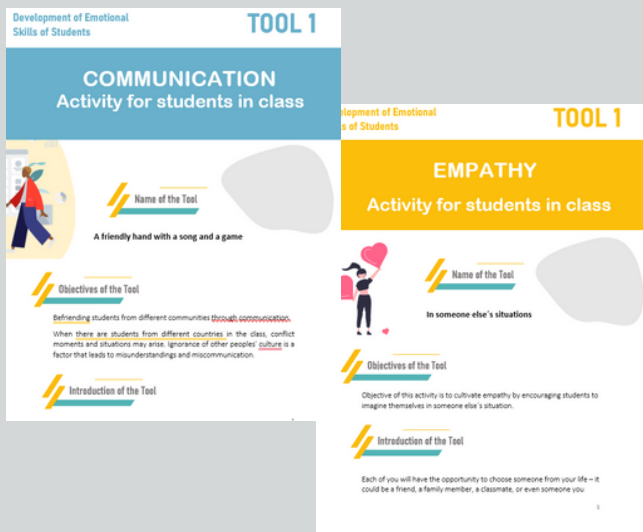 Development of Emotional
Skills of Students
TOOL 1
COMMUNICATION
Activity for students in class
Name of the Tool
A friendly hand with a song and a game
Objectives of the Tool
Befriending students from different communities through communication.
When there are students from different countries in the class, conflict
moments and situations may arise. Ignorance of other peoples' culture is a
factor that leads to misunderstandings and miscommunication.
Introduction of the Tool
elopment of Emotional
s of Students
TOOL 1
EMPATHY
Activity for students in class
Name of the Tool
In someone else´s situations
Objectives of the Tool
Objective of this activity is to cultivate empathy by encouraging students to
imagine themselves in someone else´s situation.
Introduction of the Tool
Each of you will have the opportunity to choose someone from your life – it
could be a friend, a family member, a classmate, or even someone you
1